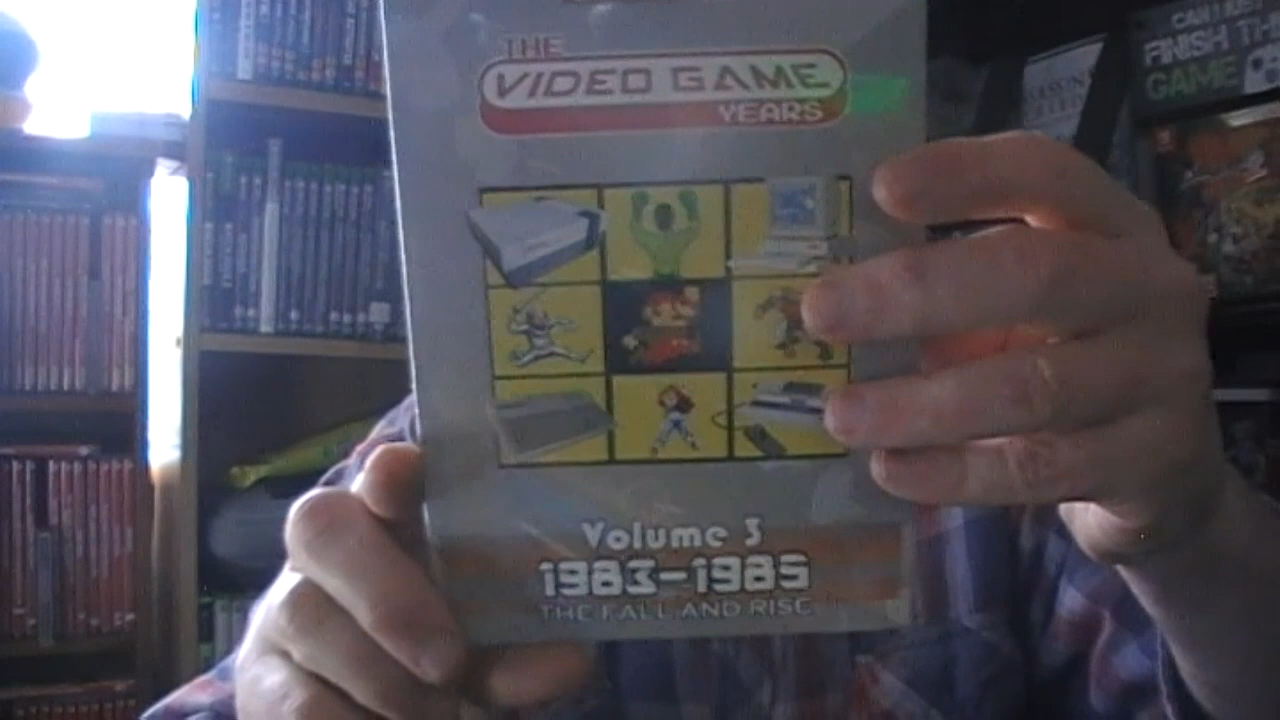 THE
VIDEO GAME
YEARS
Volume 3
1983-1985
THE FALL AND RISE
FINISH THE
GAME